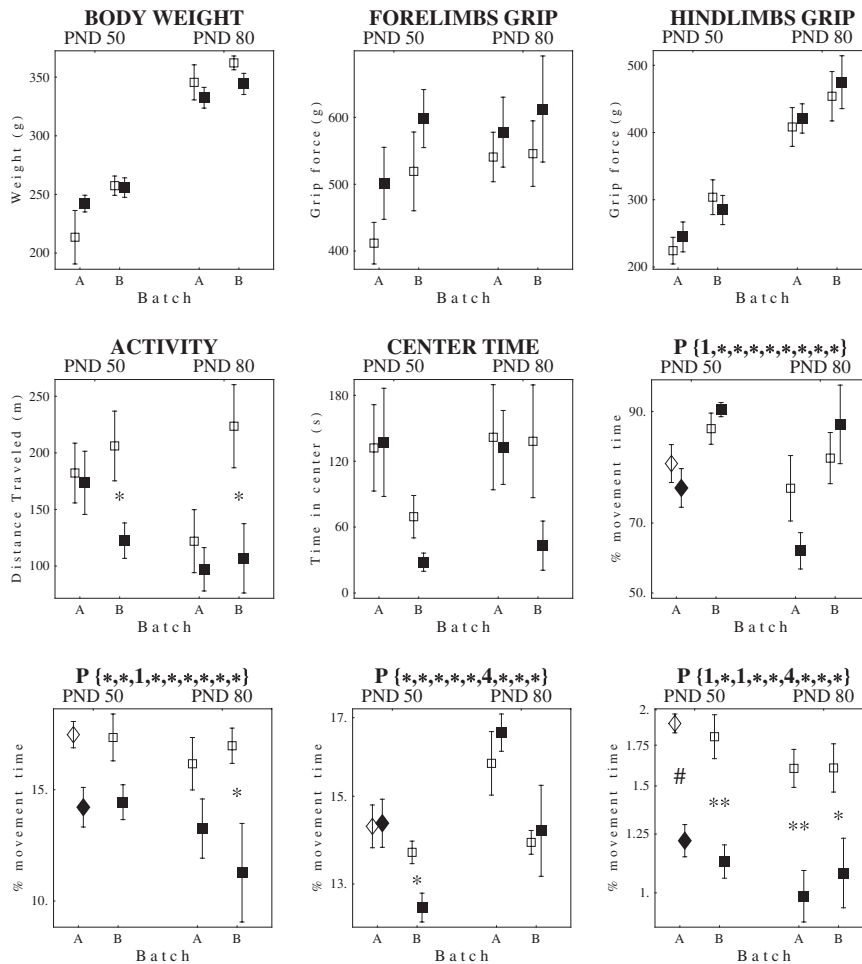 BODY WEIGHT
PND 50 PND 80
Weight (g)
350
300
250
200
A B A B
Batch
FORELIMBS GRIP
PND 50 PND 80
Grip force (g)
600
500
400
A B A B
Batch
HINDLIMBS GRIP
PND 50 PND 80
Grip force (g)
500
400
300
200
A B A B
Batch
ACTIVITY
PND 50 PND 80
Distance Traveled (m)
250
200
150
100
* *
A B A B
Batch
CENTER TIME
PND 50 PND 80
Time in center (s)
180
120
60
0
A B A B
Batch
P {1,*,*,*,*,*,*,*,*}
PND 50 PND 80
% movement time
90.
70.
50.
A B A B
Batch
P {*,*,1,*,*,*,*,*,*}
PND 50 PND 80
% movement time
15.
10.
*
A B A B
Batch
P {*,*,*,*,*,4,*,*,*}
PND 50 PND 80
% movement time
17.
15.
13.
*
A B A B
Batch
P {1,*,1,*,*,4,*,*,*}
PND 50 PND 80
% movement time
2.
1.75
1.5
1.25
1.
# ** ** *
A B A B
Batch